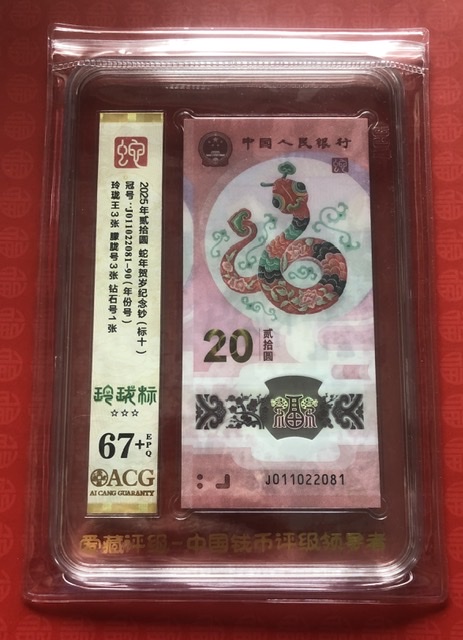 蛇
2025年贰拾圆 蛇年贺岁纪念钞(标十)
冠号:J011022081-90(年份号)
玲珑王3张 朦胧号3张 钻石号1张
玲珑标
67+ EPQ
ACG
AI CANG GUARANTY
中国人民银行
20 贰拾圆
J011022081
爱藏评级-中国钱币评级领导者